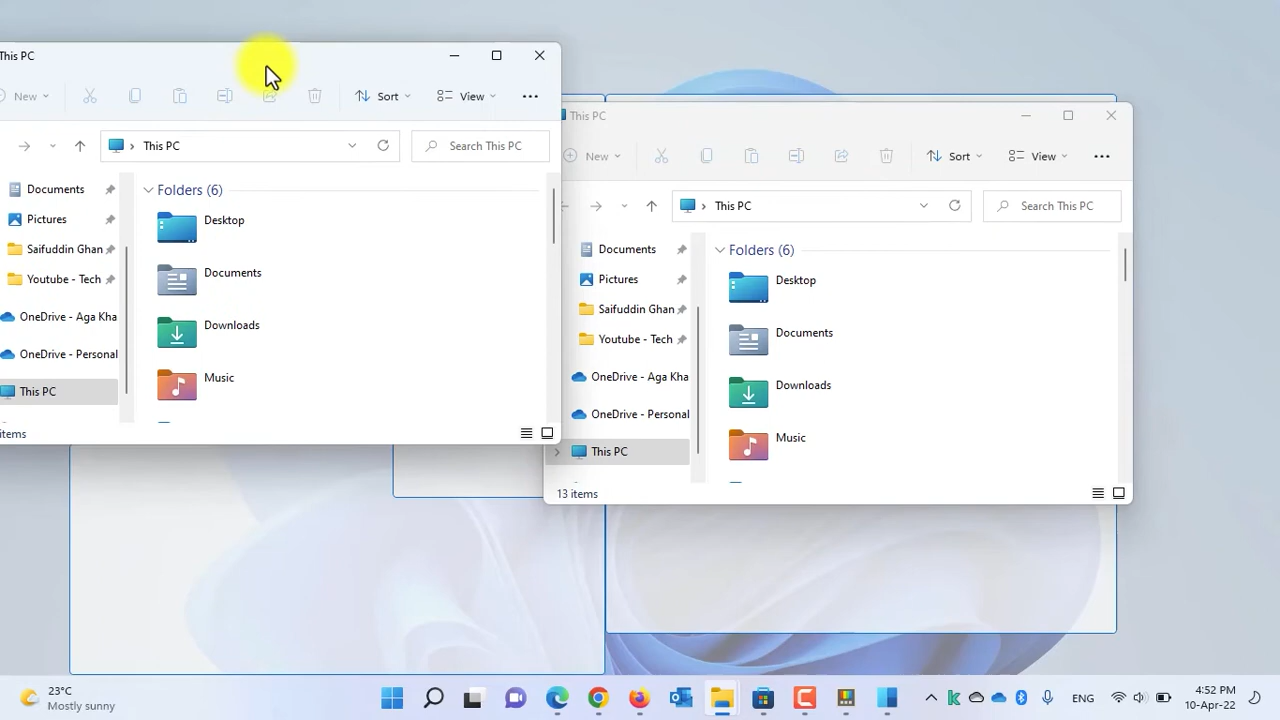 This PC
New
Sort
View
This PC
Search This PC
Documents
Pictures
Saifuddin Ghan
Youtube - Tech
OneDrive - Aga Kha
OneDrive - Personal
This PC
items
Folders (6)
Desktop
Documents
Downloads
Music
This PC
New
Sort
View
This PC
Search This PC
Documents
Pictures
Saifuddin Ghan
Youtube - Tech
OneDrive - Aga Kha
OneDrive - Personal
This PC
13 items
Folders (6)
Desktop
Documents
Downloads
Music
23°C
Mostly sunny
ENG
4:52 PM
10-Apr-22